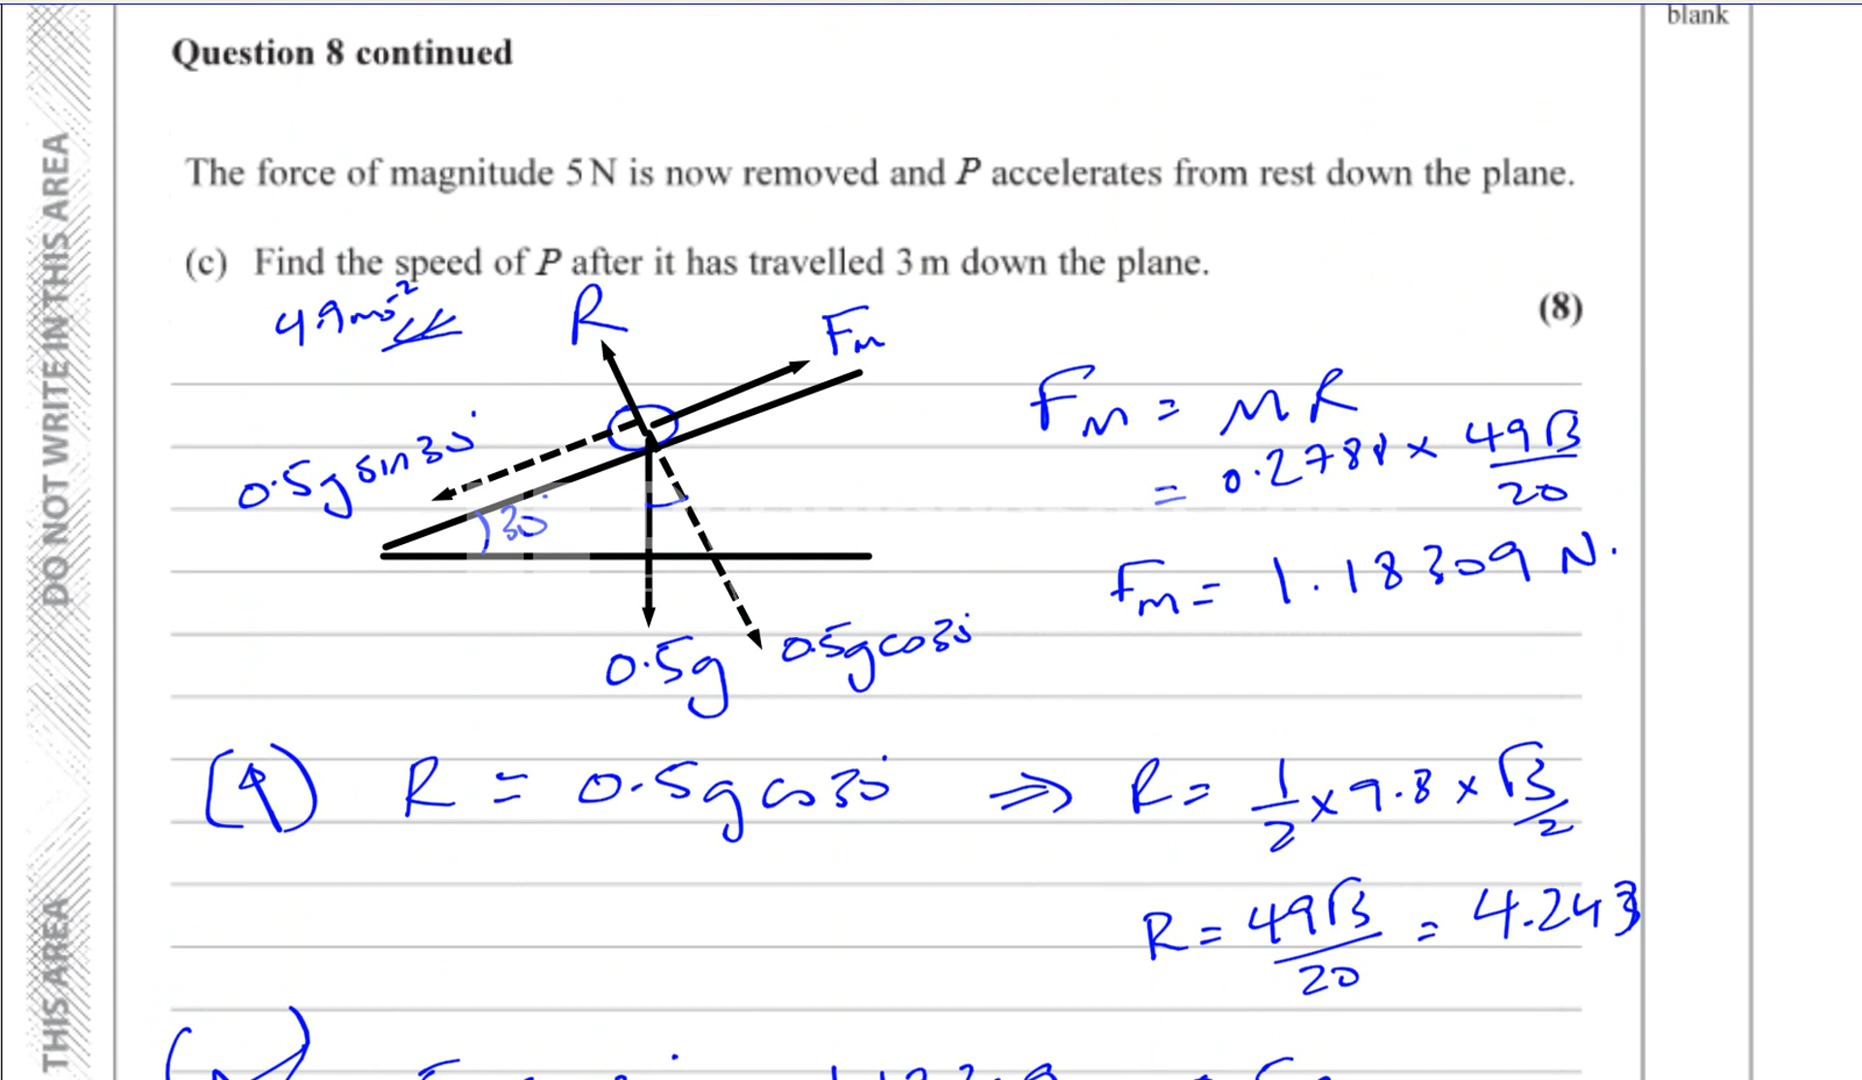 blank
Question 8 continued
The force of magnitude 5 N is now removed and P accelerates from rest down the plane.
(c) Find the speed of P after it has travelled 3 m down the plane.
(8)
4.9ms⁻²
R
Fm
0.5g sin30°
30°
0.5g
0.5g cos30
Fm = MR
= 0.2788 × 49√3/20
Fm = 1.18309 N.
R = 0.5g cos30 ⇒ R = 1/2 × 9.8 × √3/2
R = 49√3/20 = 4.243
DO NOT WRITE IN THIS AREA
THIS AREA